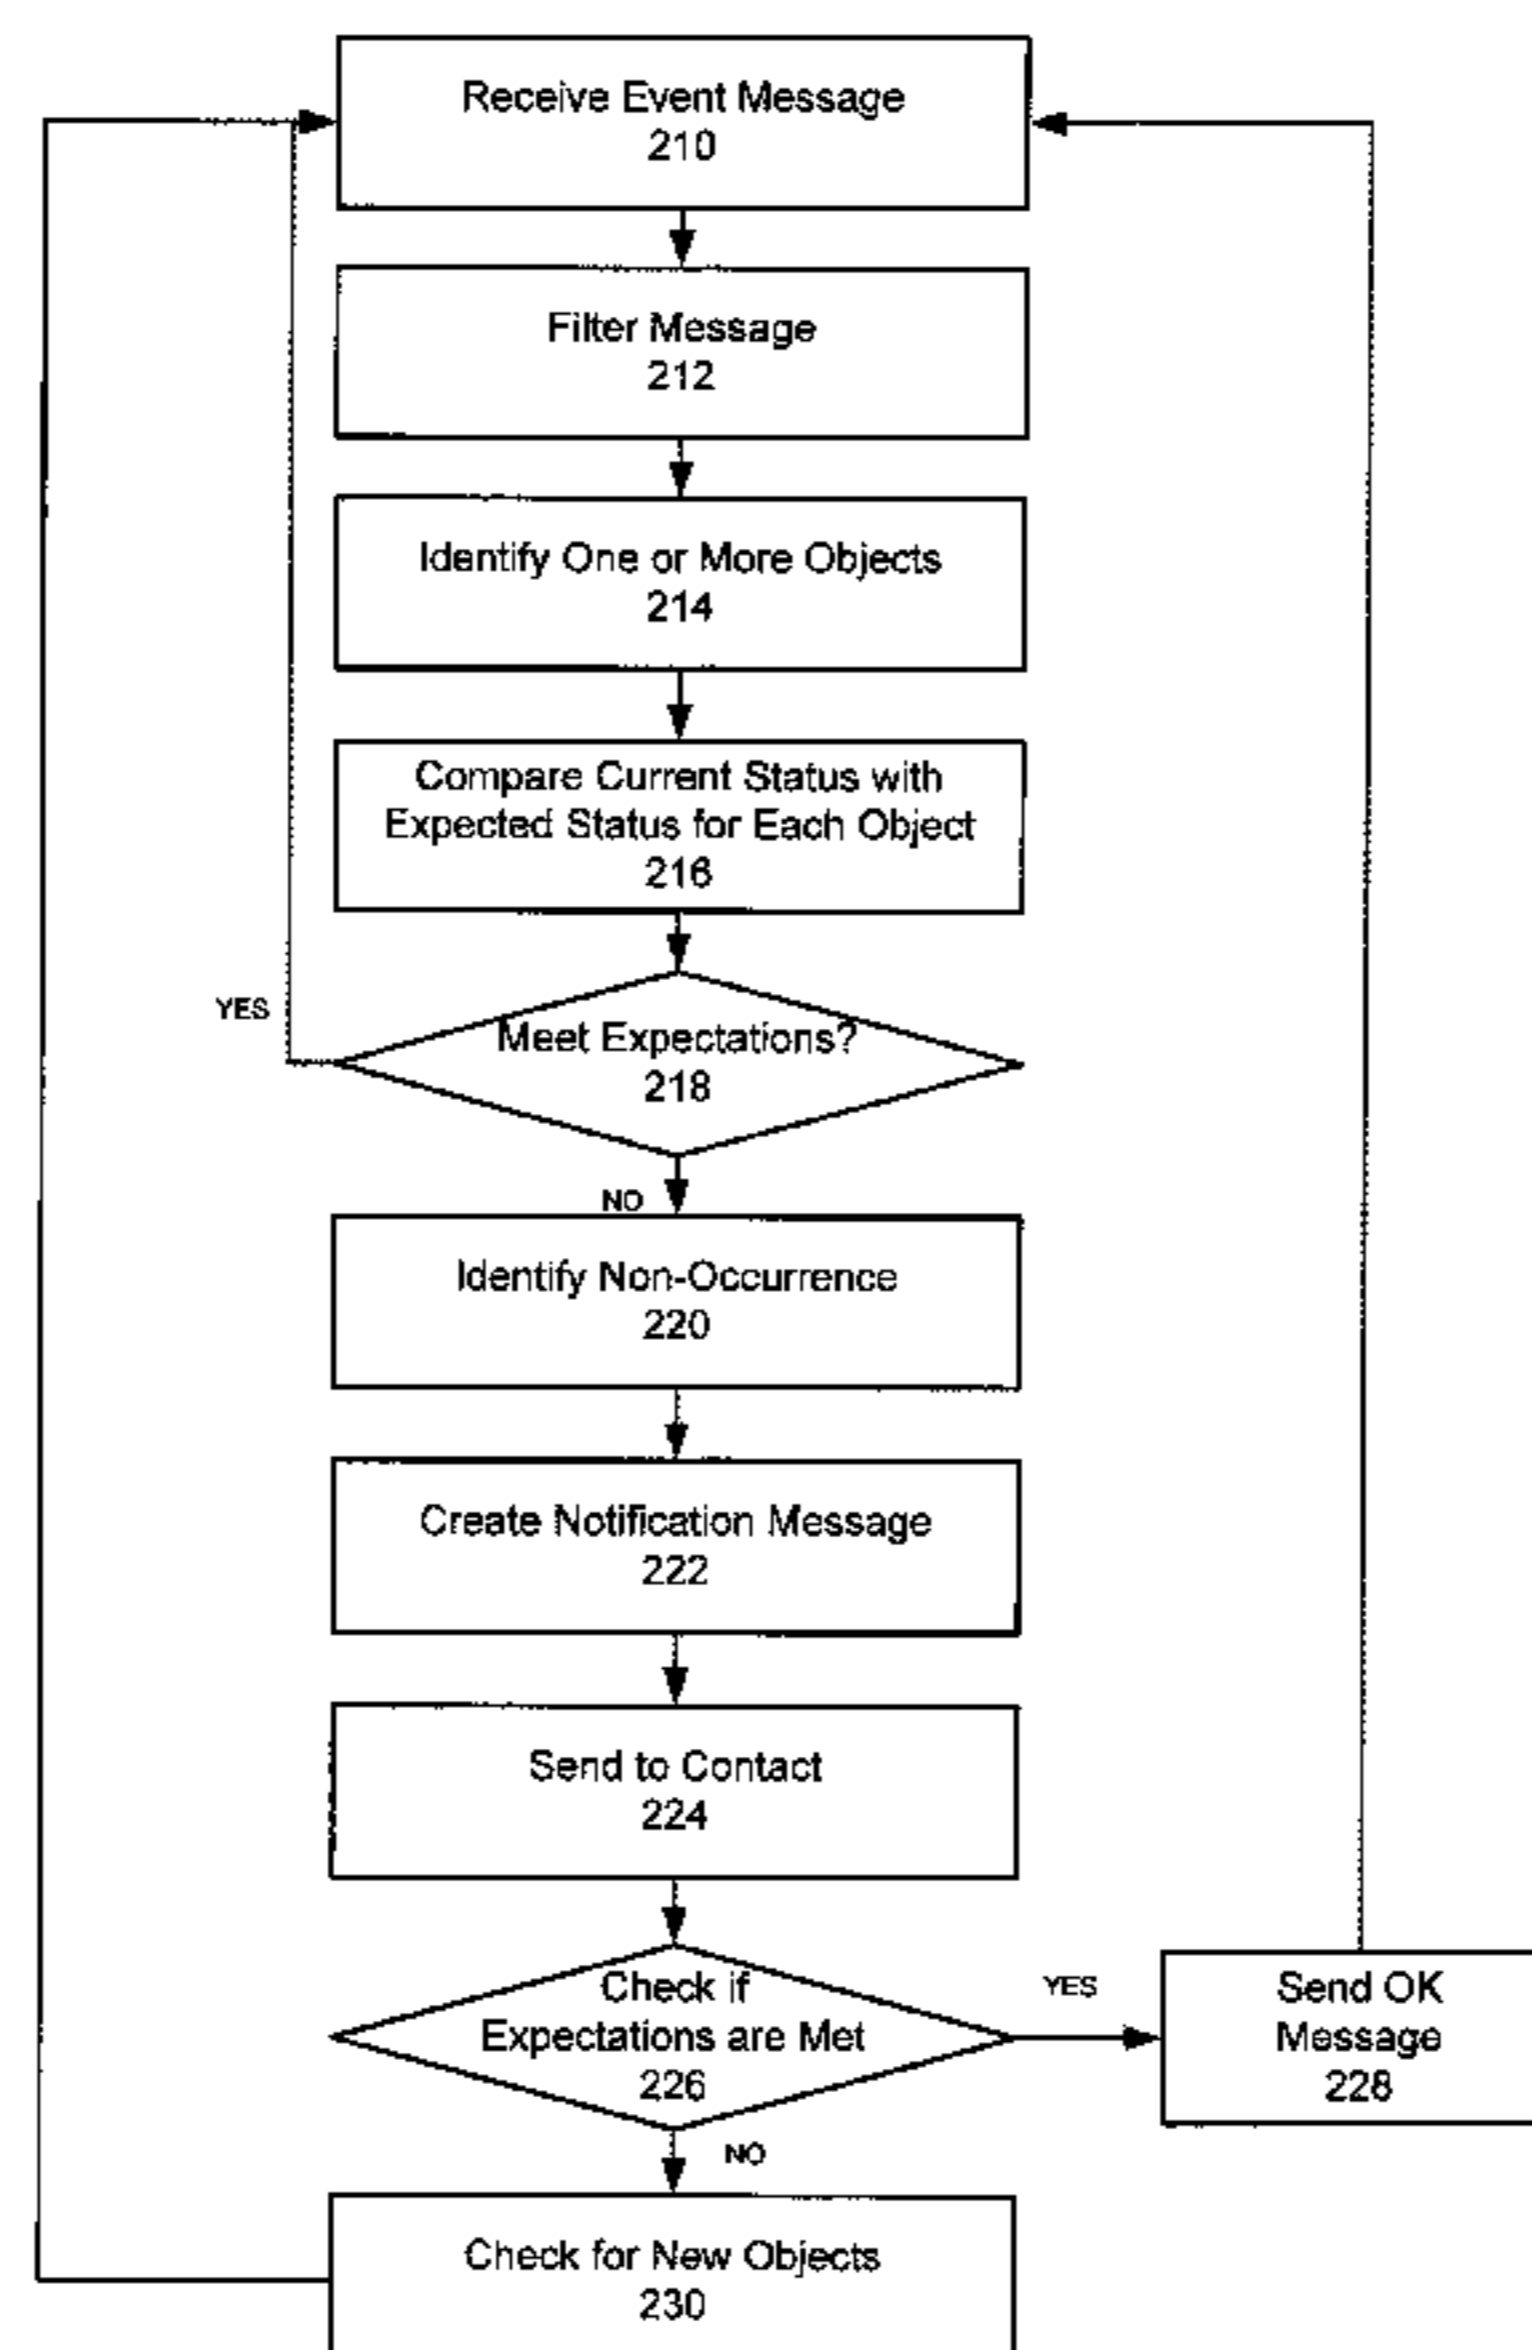 Receive Event Message
210
Filter Message
212
Identify One or More Objects
214
Compare Current Status with
Expected Status for Each Object
216
YES
Meet Expectations?
218
NO
Identify Non-Occurrence
220
Create Notification Message
222
Send to Contact
224
Check if
Expectations are Met
226
YES
Send OK
Message
228
NO
Check for New Objects
230